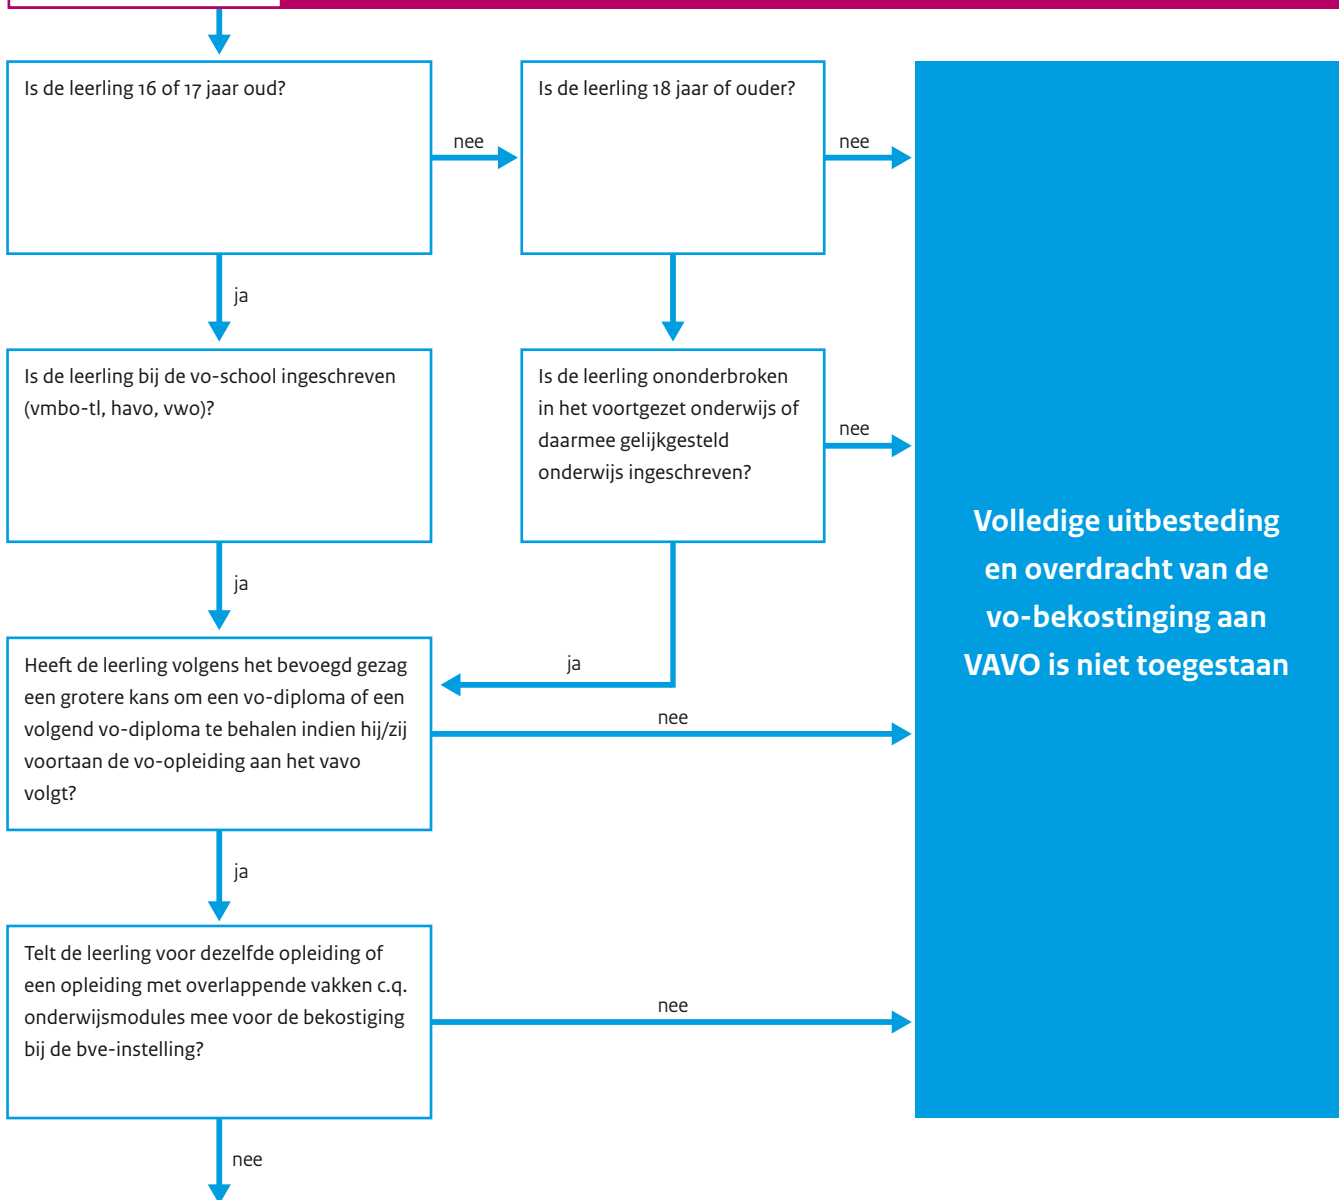 Is de leerling 16 of 17 jaar oud?
nee
Is de leerling 18 jaar of ouder?
nee
ja
Is de leerling bij de vo-school ingeschreven
(vmbo-tl, havo, vwo)?
Is de leerling ononderbroken
in het voortgezet onderwijs of
daarmee gelijkgesteld
onderwijs ingeschreven?
nee
ja
Heeft de leerling volgens het bevoegd gezag
een grotere kans om een vo-diploma of een
volgend vo-diploma te behalen indien hij/zij
voortaan de vo-opleiding aan het vavo
volgt?
ja
nee
ja
Telt de leerling voor dezelfde opleiding of
een opleiding met overlappende vakken c.q.
onderwijsmodules mee voor de bekostiging
bij de bve-instelling?
nee
nee
Volledige uitbesteding
en overdracht van de
vo-bekostinging aan
VAVO is niet toegestaan